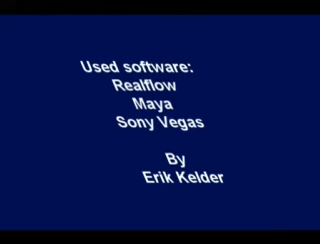 Used software:
Realflow
Maya
Sony Vegas
By
Erik Kelder